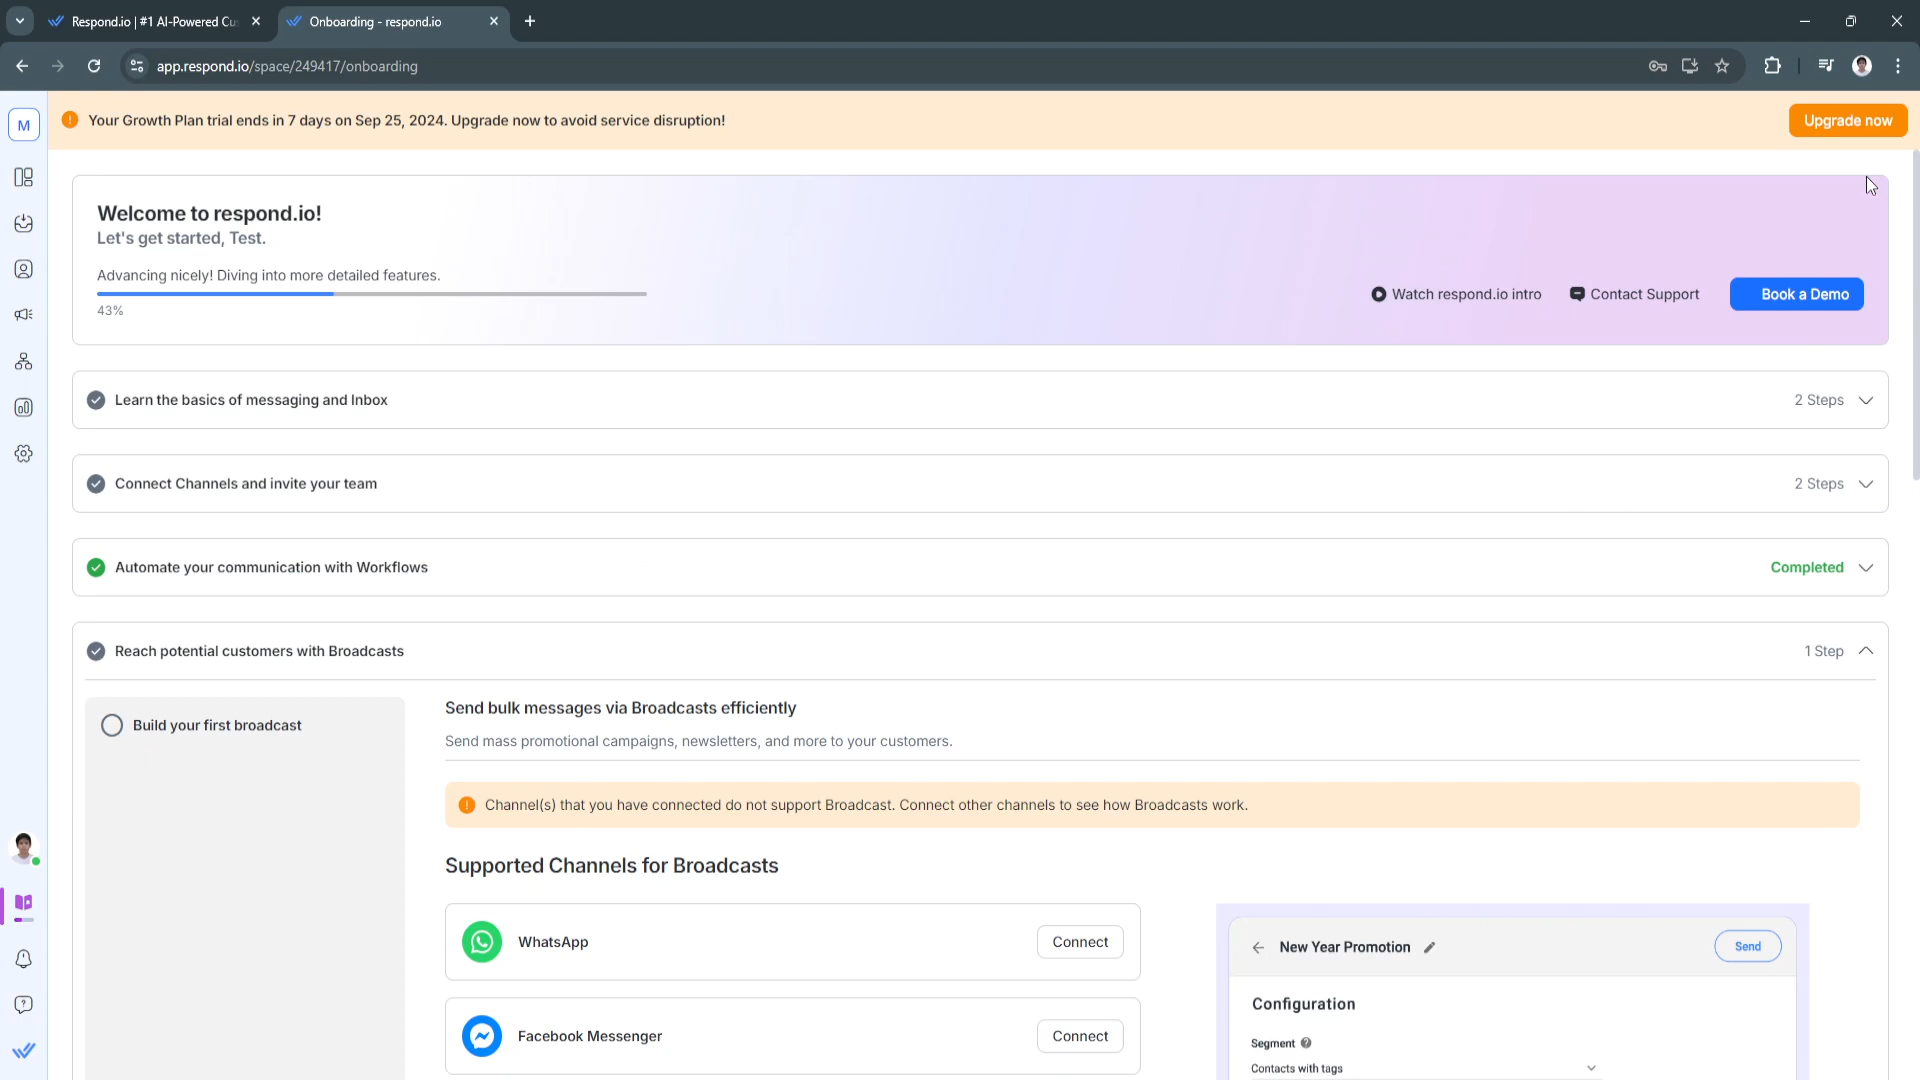 Respond.io | #1 AI-Powered Cu
Onboarding - respond.io
app.respond.io/space/249417/onboarding
M
Your Growth Plan trial ends in 7 days on Sep 25, 2024. Upgrade now to avoid service disruption!
Upgrade now
Welcome to respond.io!
Let's get started, Test.
Advancing nicely! Diving into more detailed features.
43%
Watch respond.io intro
Contact Support
Book a Demo
Learn the basics of messaging and Inbox
2 Steps
Connect Channels and invite your team
2 Steps
Automate your communication with Workflows
Completed
Reach potential customers with Broadcasts
1 Step
Build your first broadcast
Send bulk messages via Broadcasts efficiently
Send mass promotional campaigns, newsletters, and more to your customers.
Channel(s) that you have connected do not support Broadcast. Connect other channels to see how Broadcasts work.
Supported Channels for Broadcasts
WhatsApp
Connect
Facebook Messenger
Connect
New Year Promotion
Send
Configuration
Segment
Contacts with tags